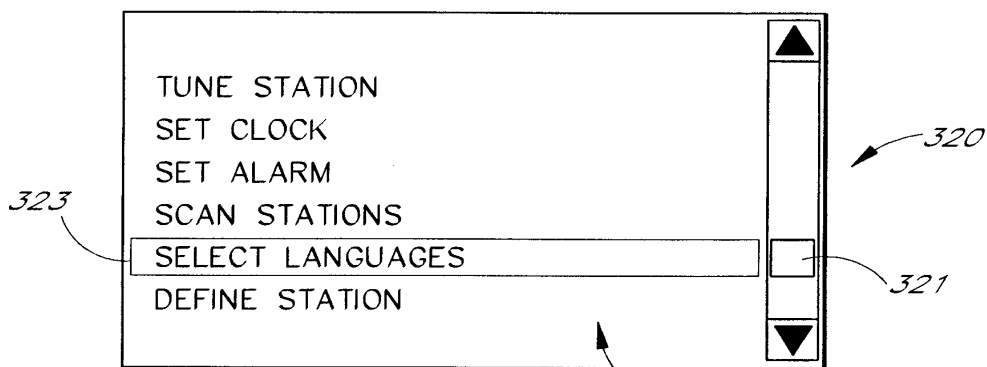 TUNE STATION
SET CLOCK
320
SET ALARM
323
SCAN STATIONS
SELECT LANGUAGES
321
DEFINE STATION